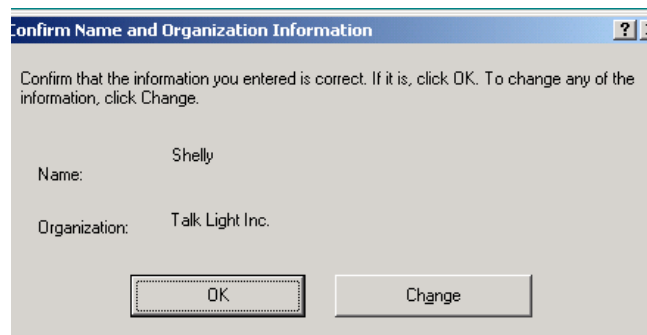 Confirm Name and Organization Information
Confirm that the information you entered is correct. If it is, click OK. To change any of the
information, click Change.
Shelly
Name:
Talk Light Inc.
Organization:
OK Change